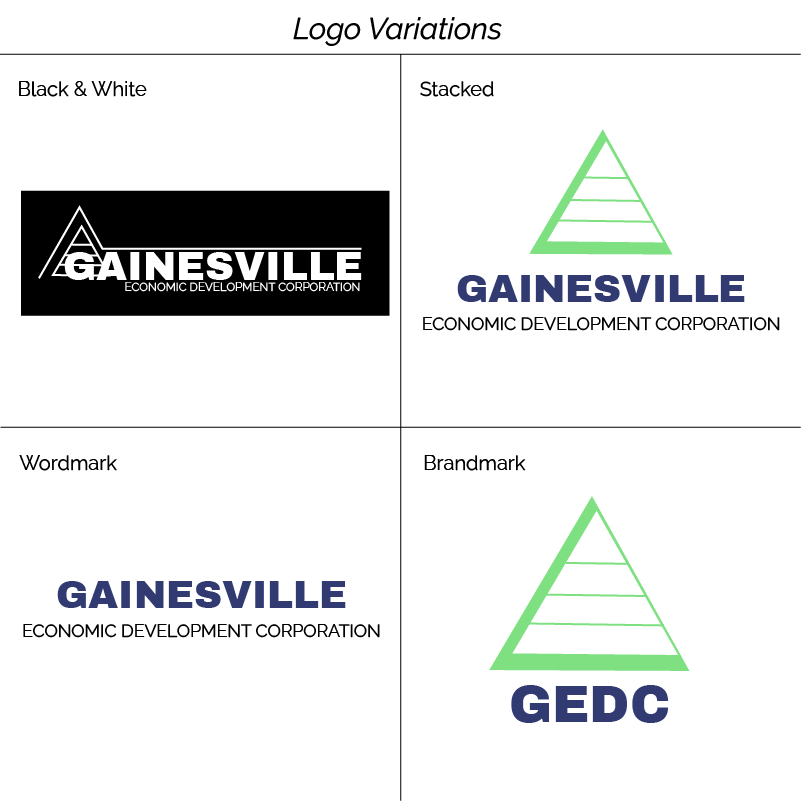 Logo Variations
Black & White
GAINESVILLE
ECONOMIC DEVELOPMENT CORPORATION
Stacked
GAINESVILLE
ECONOMIC DEVELOPMENT CORPORATION
Wordmark
GAINESVILLE
ECONOMIC DEVELOPMENT CORPORATION
Brandmark
GEDC